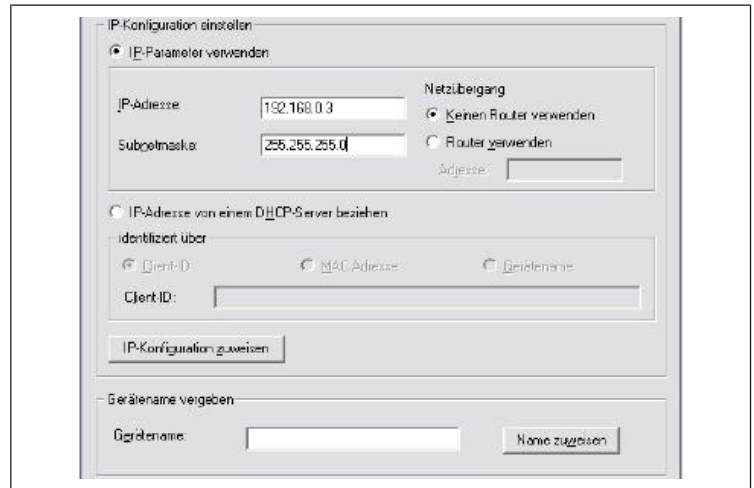 IP-Konfiguration einstellen
IP-Parameter verwenden
IP-Adresse:
192.168.0.3
Subnetmaske:
255.255.255.0
Netzübergang
Keinen Router verwenden
Router verwenden
Adresse:
IP-Adresse von einem DHCP-Server beziehen
identifiziert über
Client-ID
MAC Adresse
Gerätename
Client-ID:
IP-Konfiguration zuweisen
Gerätename vergeben
Gerätename:
Name zuweisen